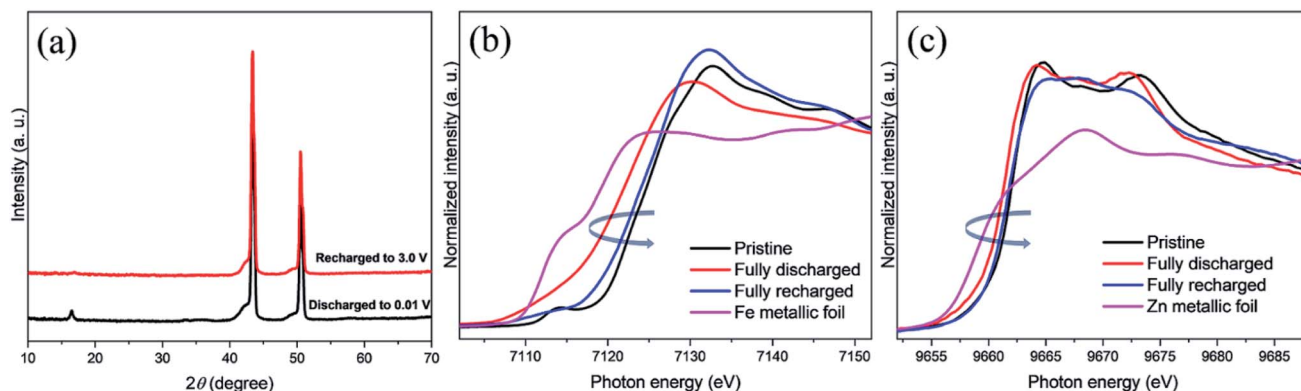 (a)
Intensity (a. u.)
Recharged to 3.0 V
Discharged to 0.01 V
10 20 30 40 50 60 70
2θ (degree)
(b)
Normalized intensity (a. u.)
Pristine
Fully discharged
Fully recharged
Fe metallic foil
7110 7120 7130 7140 7150
Photon energy (eV)
(c)
Normalized intensity (a. u.)
Pristine
Fully discharged
Fully recharged
Zn metallic foil
9655 9660 9665 9670 9675 9680 9685
Photon energy (eV)